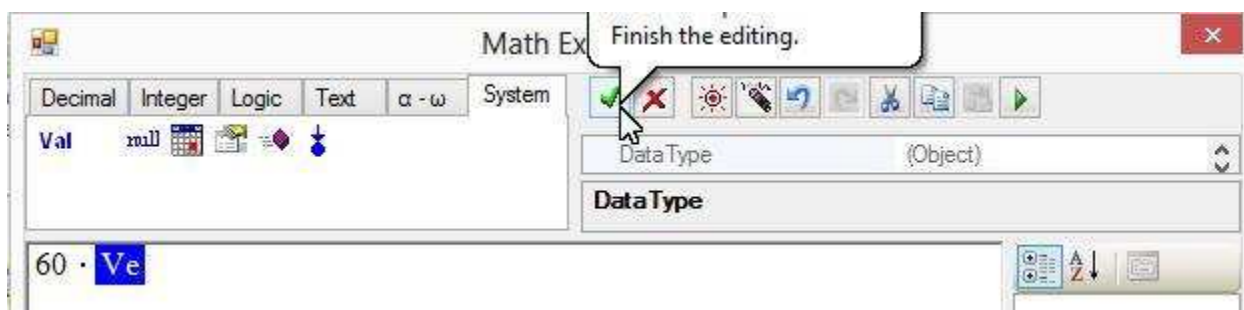 Math Ex
Finish the editing.
Decimal Integer Logic Text α - ω System
Val null
DataType (Object)
DataType
60 · Ve
A
Z